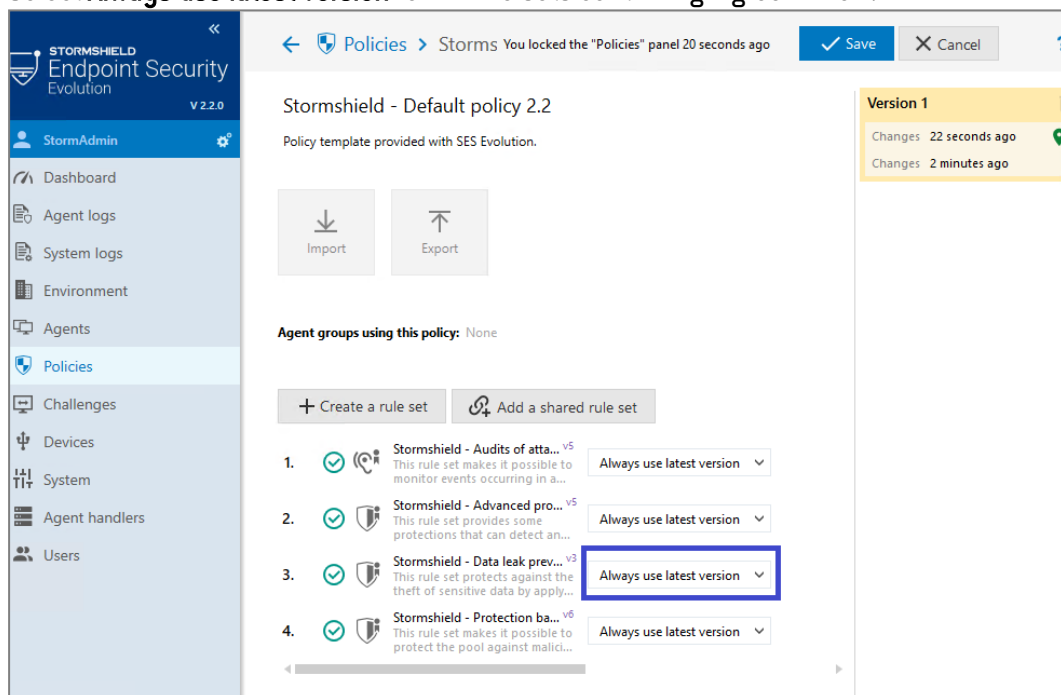 «
STORMSHIELD
Endpoint Security
Evolution
V 2.2.0
StormAdmin
Dashboard
Agent logs
System logs
Environment
Agents
Policies
Challenges
Devices
System
Agent handlers
Users
Policies > Storms You locked the "Policies" panel 20 seconds ago
Save
Cancel
Stormshield - Default policy 2.2
Policy template provided with SES Evolution.
Import
Export
Agent groups using this policy: None
+ Create a rule set
Add a shared rule set
1.
Stormshield - Audits of atta... v5
This rule set makes it possible to
monitor events occurring in a...
Always use latest version
2.
Stormshield - Advanced pro... v5
This rule set provides some
protections that can detect an...
Always use latest version
3.
Stormshield - Data leak prev... v3
This rule set protects against the
theft of sensitive data by apply...
Always use latest version
4.
Stormshield - Protection ba... v6
This rule set makes it possible to
protect the pool against malici...
Always use latest version
Version 1
Changes 22 seconds ago
Changes 2 minutes ago